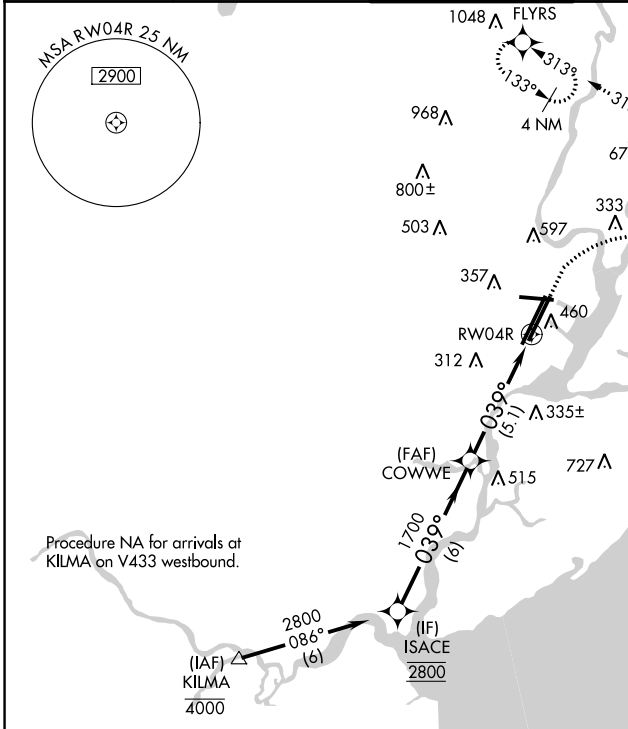 MSA RW04R 25 NM
2900
1048
FLYRS
313°
133°
4 NM
968
800±
503
597
333
357
460
RW04R
312
039°
(5.1)
335±
(FAF)
COWWE
515
727
1700
039°
(6)
Procedure NA for arrivals at
KILMA on V433 westbound.
2800
086°
(6)
(IF)
ISACE
2800
(IAF)
KILMA
4000